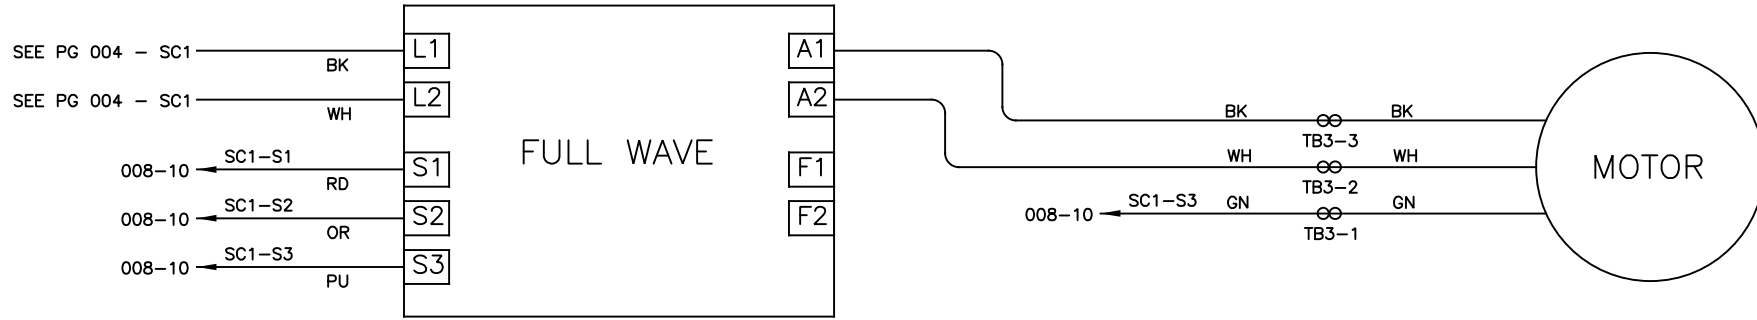 SEE PG 004 - SC1
BK
L1
SEE PG 004 - SC1
WH
L2
008-10
SC1-S1
RD
S1
008-10
SC1-S2
OR
S2
008-10
SC1-S3
PU
S3
FULL WAVE
A1
A2
F1
F2
BK
TB3-3
BK
WH
TB3-2
WH
008-10
SC1-S3
GN
TB3-1
GN
MOTOR